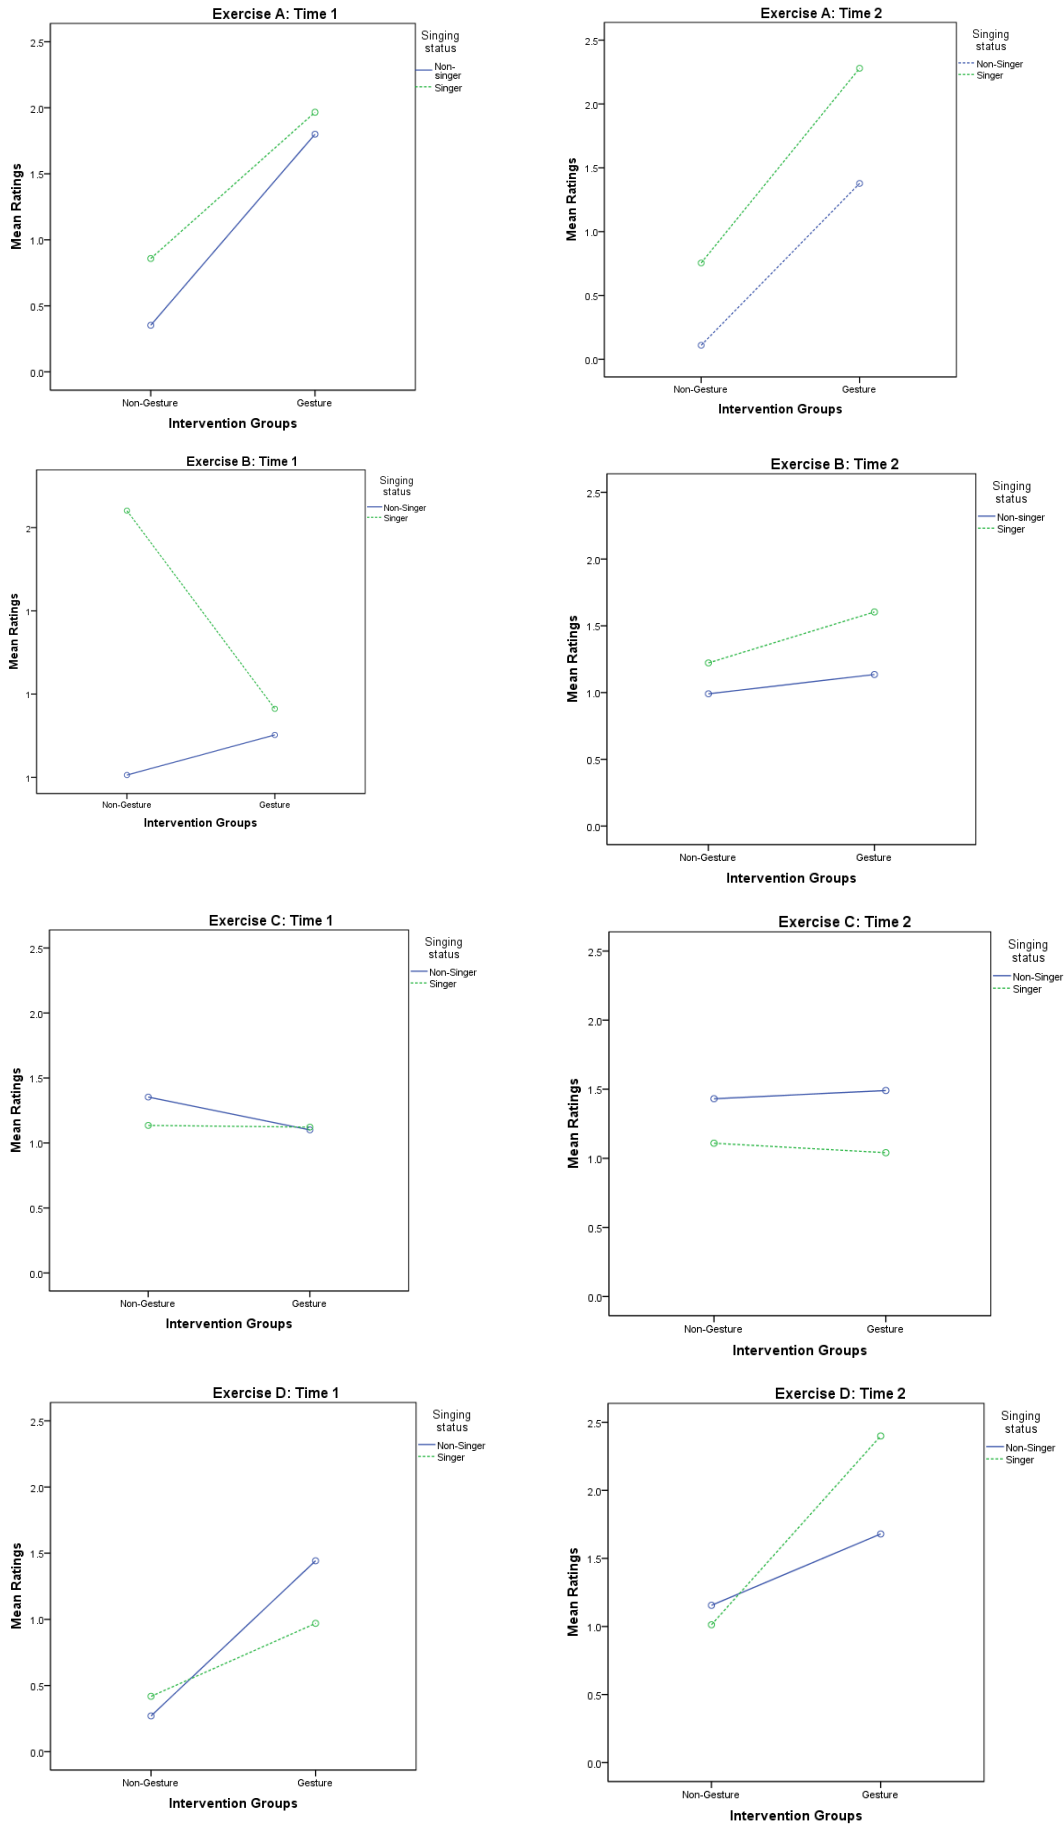 Exercise A: Time 1
Singing
status
Non-
singer
Singer
2.5
2.0
1.5
1.0
0.5
0.0
Mean Ratings
Non-Gesture
Gesture
Intervention Groups
Exercise A: Time 2
Singing
status
Non-Singer
Singer
2.5
2.0
1.5
1.0
0.5
0.0
Mean Ratings
Non-Gesture
Gesture
Intervention Groups
Exercise B: Time 1
Singing
status
Non-Singer
Singer
2
1
1
1
Mean Ratings
Non-Gesture
Gesture
Intervention Groups
Exercise B: Time 2
Singing
status
Non-singer
Singer
2.5
2.0
1.5
1.0
0.5
0.0
Mean Ratings
Non-Gesture
Gesture
Intervention Groups
Exercise C: Time 1
Singing
status
Non-Singer
Singer
2.5
2.0
1.5
1.0
0.5
0.0
Mean Ratings
Non-Gesture
Gesture
Intervention Groups
Exercise C: Time 2
Singing
status
Non-Singer
Singer
2.5
2.0
1.5
1.0
0.5
0.0
Mean Ratings
Non-Gesture
Gesture
Intervention Groups
Exercise D: Time 1
Singing
status
Non-Singer
Singer
2.5
2.0
1.5
1.0
0.5
0.0
Mean Ratings
Non-Gesture
Gesture
Intervention Groups
Exercise D: Time 2
Singing
status
Non-Singer
Singer
2.5
2.0
1.5
1.0
0.5
0.0
Mean Ratings
Non-Gesture
Gesture
Intervention Groups